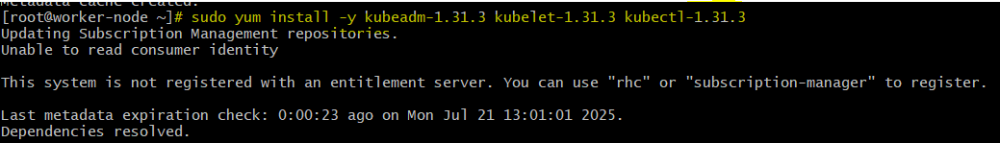 Metadata cache created.
[root@worker-node ~]# sudo yum install -y kubeadm-1.31.3 kubelet-1.31.3 kubectl-1.31.3
Updating Subscription Management repositories.
Unable to read consumer identity
This system is not registered with an entitlement server. You can use "rhc" or "subscription-manager" to register.
Last metadata expiration check: 0:00:23 ago on Mon Jul 21 13:01:01 2025.
Dependencies resolved.